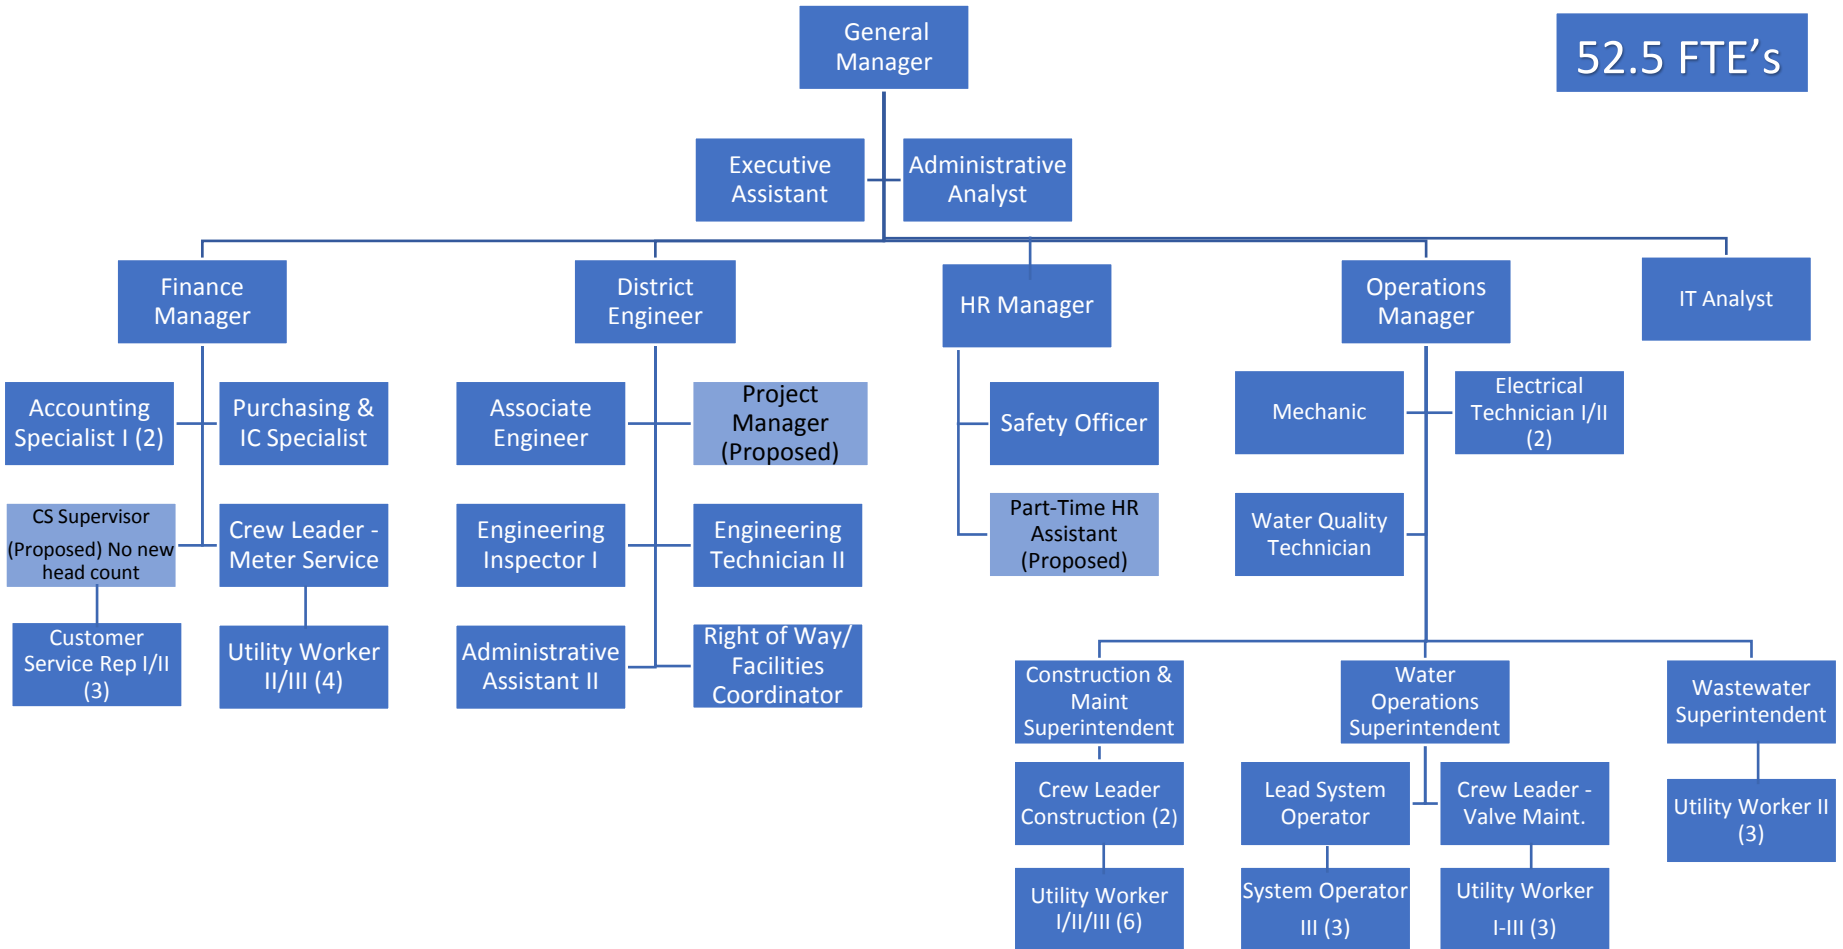 General
Manager
52.5 FTE's
Executive
Assistant
Administrative
Analyst
Finance
Manager
District
Engineer
HR Manager
Operations
Manager
IT Analyst
Accounting
Specialist I (2)
Purchasing &
IC Specialist
Associate
Engineer
Project
Manager
(Proposed)
Safety Officer
Mechanic
Electrical
Technician I/II
(2)
CS Supervisor
(Proposed) No new
head count
Crew Leader -
Meter Service
Engineering
Inspector I
Engineering
Technician II
Part-Time HR
Assistant
(Proposed)
Water Quality
Technician
Customer
Service Rep I/II
(3)
Utility Worker
II/III (4)
Administrative
Assistant II
Right of Way/
Facilities
Coordinator
Construction &
Maint
Superintendent
Water
Operations
Superintendent
Wastewater
Superintendent
Crew Leader
Construction (2)
Lead System
Operator
Crew Leader -
Valve Maint.
Utility Worker II
(3)
Utility Worker
I/II/III (6)
System Operator
III (3)
Utility Worker
I-III (3)